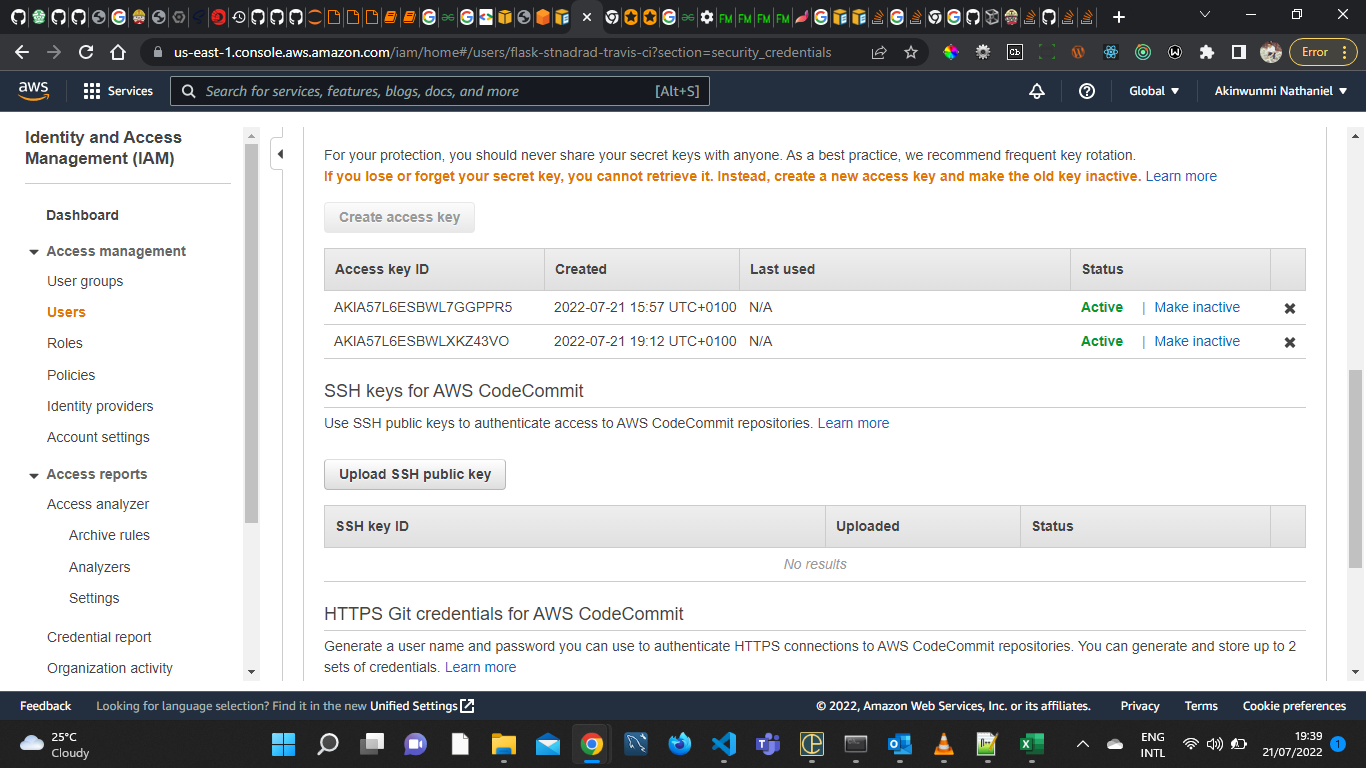 FM FM FM FM
us-east-1.console.aws.amazon.com/iam/home#/users/flask-stnadrad-travis-ci?section=security_credentials
Cb
Error
aws
Services
Search for services, features, blogs, docs, and more
[Alt+S]
Global
Akinwunmi Nathaniel
Identity and Access
Management (IAM)
Dashboard
Access management
User groups
Users
Roles
Policies
Identity providers
Account settings
Access reports
Access analyzer
Archive rules
Analyzers
Settings
Credential report
Organization activity
For your protection, you should never share your secret keys with anyone. As a best practice, we recommend frequent key rotation.
If you lose or forget your secret key, you cannot retrieve it. Instead, create a new access key and make the old key inactive. Learn more
Create access key
Access key ID Created Last used Status
AKIA57L6ESBWL7GGPPR5 2022-07-21 15:57 UTC+0100 N/A Active | Make inactive
AKIA57L6ESBWLXKZ43VO 2022-07-21 19:12 UTC+0100 N/A Active | Make inactive
SSH keys for AWS CodeCommit
Use SSH public keys to authenticate access to AWS CodeCommit repositories. Learn more
Upload SSH public key
SSH key ID Uploaded Status
No results
HTTPS Git credentials for AWS CodeCommit
Generate a user name and password you can use to authenticate HTTPS connections to AWS CodeCommit repositories. You can generate and store up to 2
sets of credentials. Learn more
Feedback Looking for language selection? Find it in the new Unified Settings
© 2022, Amazon Web Services, Inc. or its affiliates. Privacy Terms Cookie preferences
25°C
Cloudy
ENG
INTL
19:39
21/07/2022
1